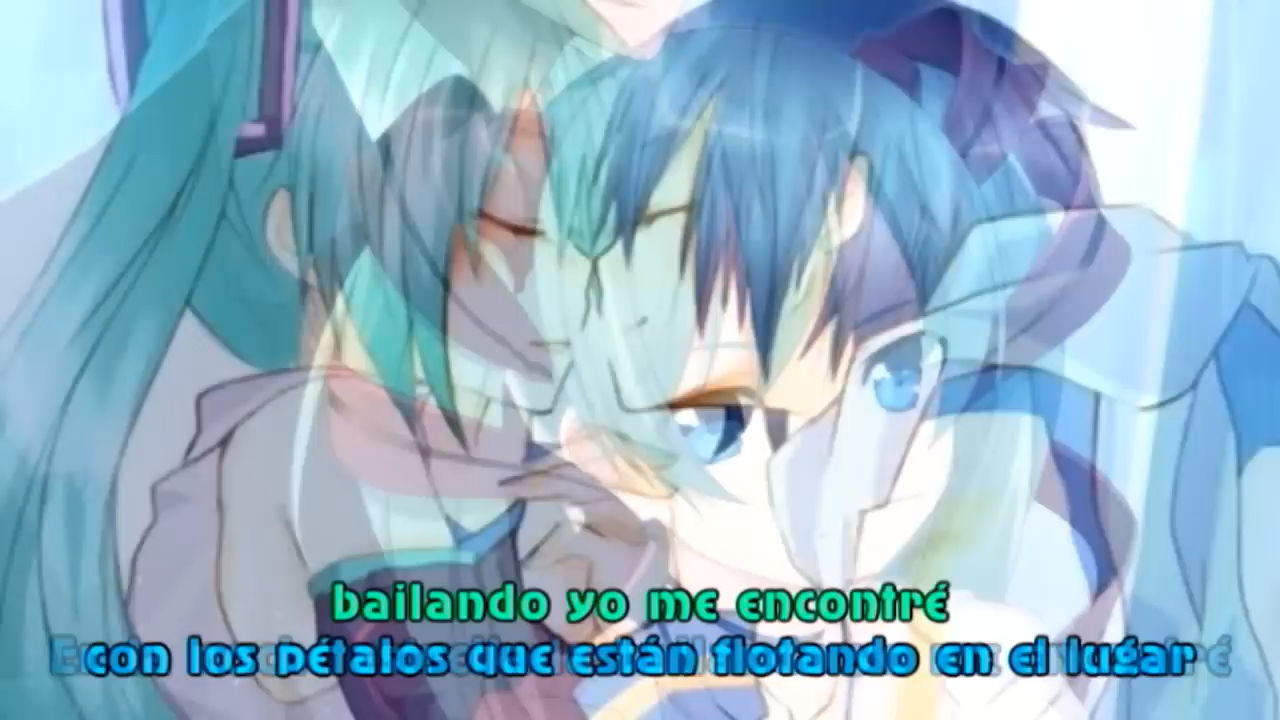 bailando yo me encontré
con los pétalos que están flotando en el lugar